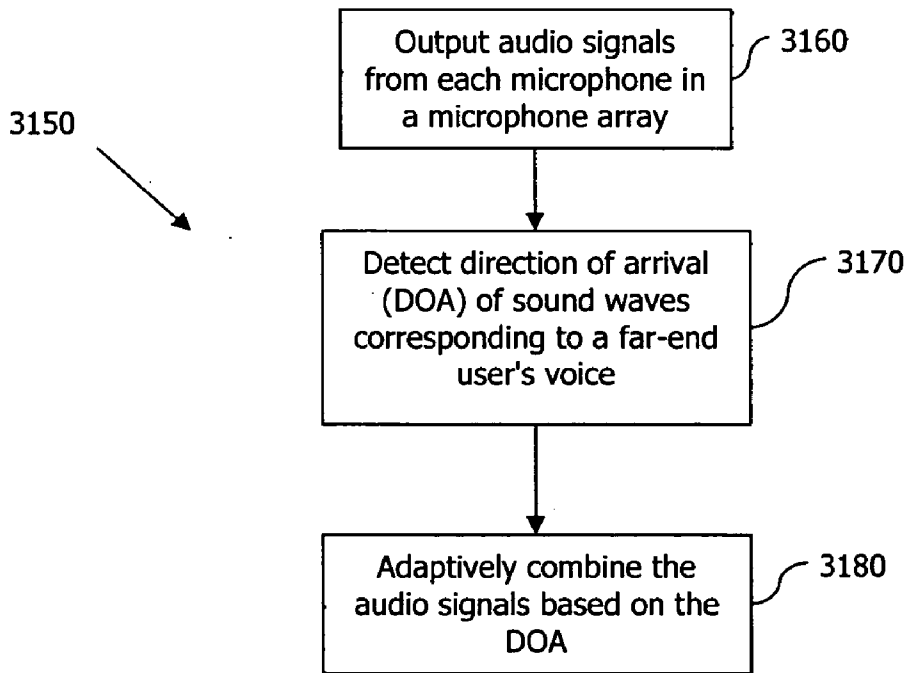 Output audio signals
from each microphone in
a microphone array
3160
3150
Detect direction of arrival
(DOA) of sound waves
corresponding to a far-end
user's voice
3170
Adaptively combine the
audio signals based on the
DOA
3180